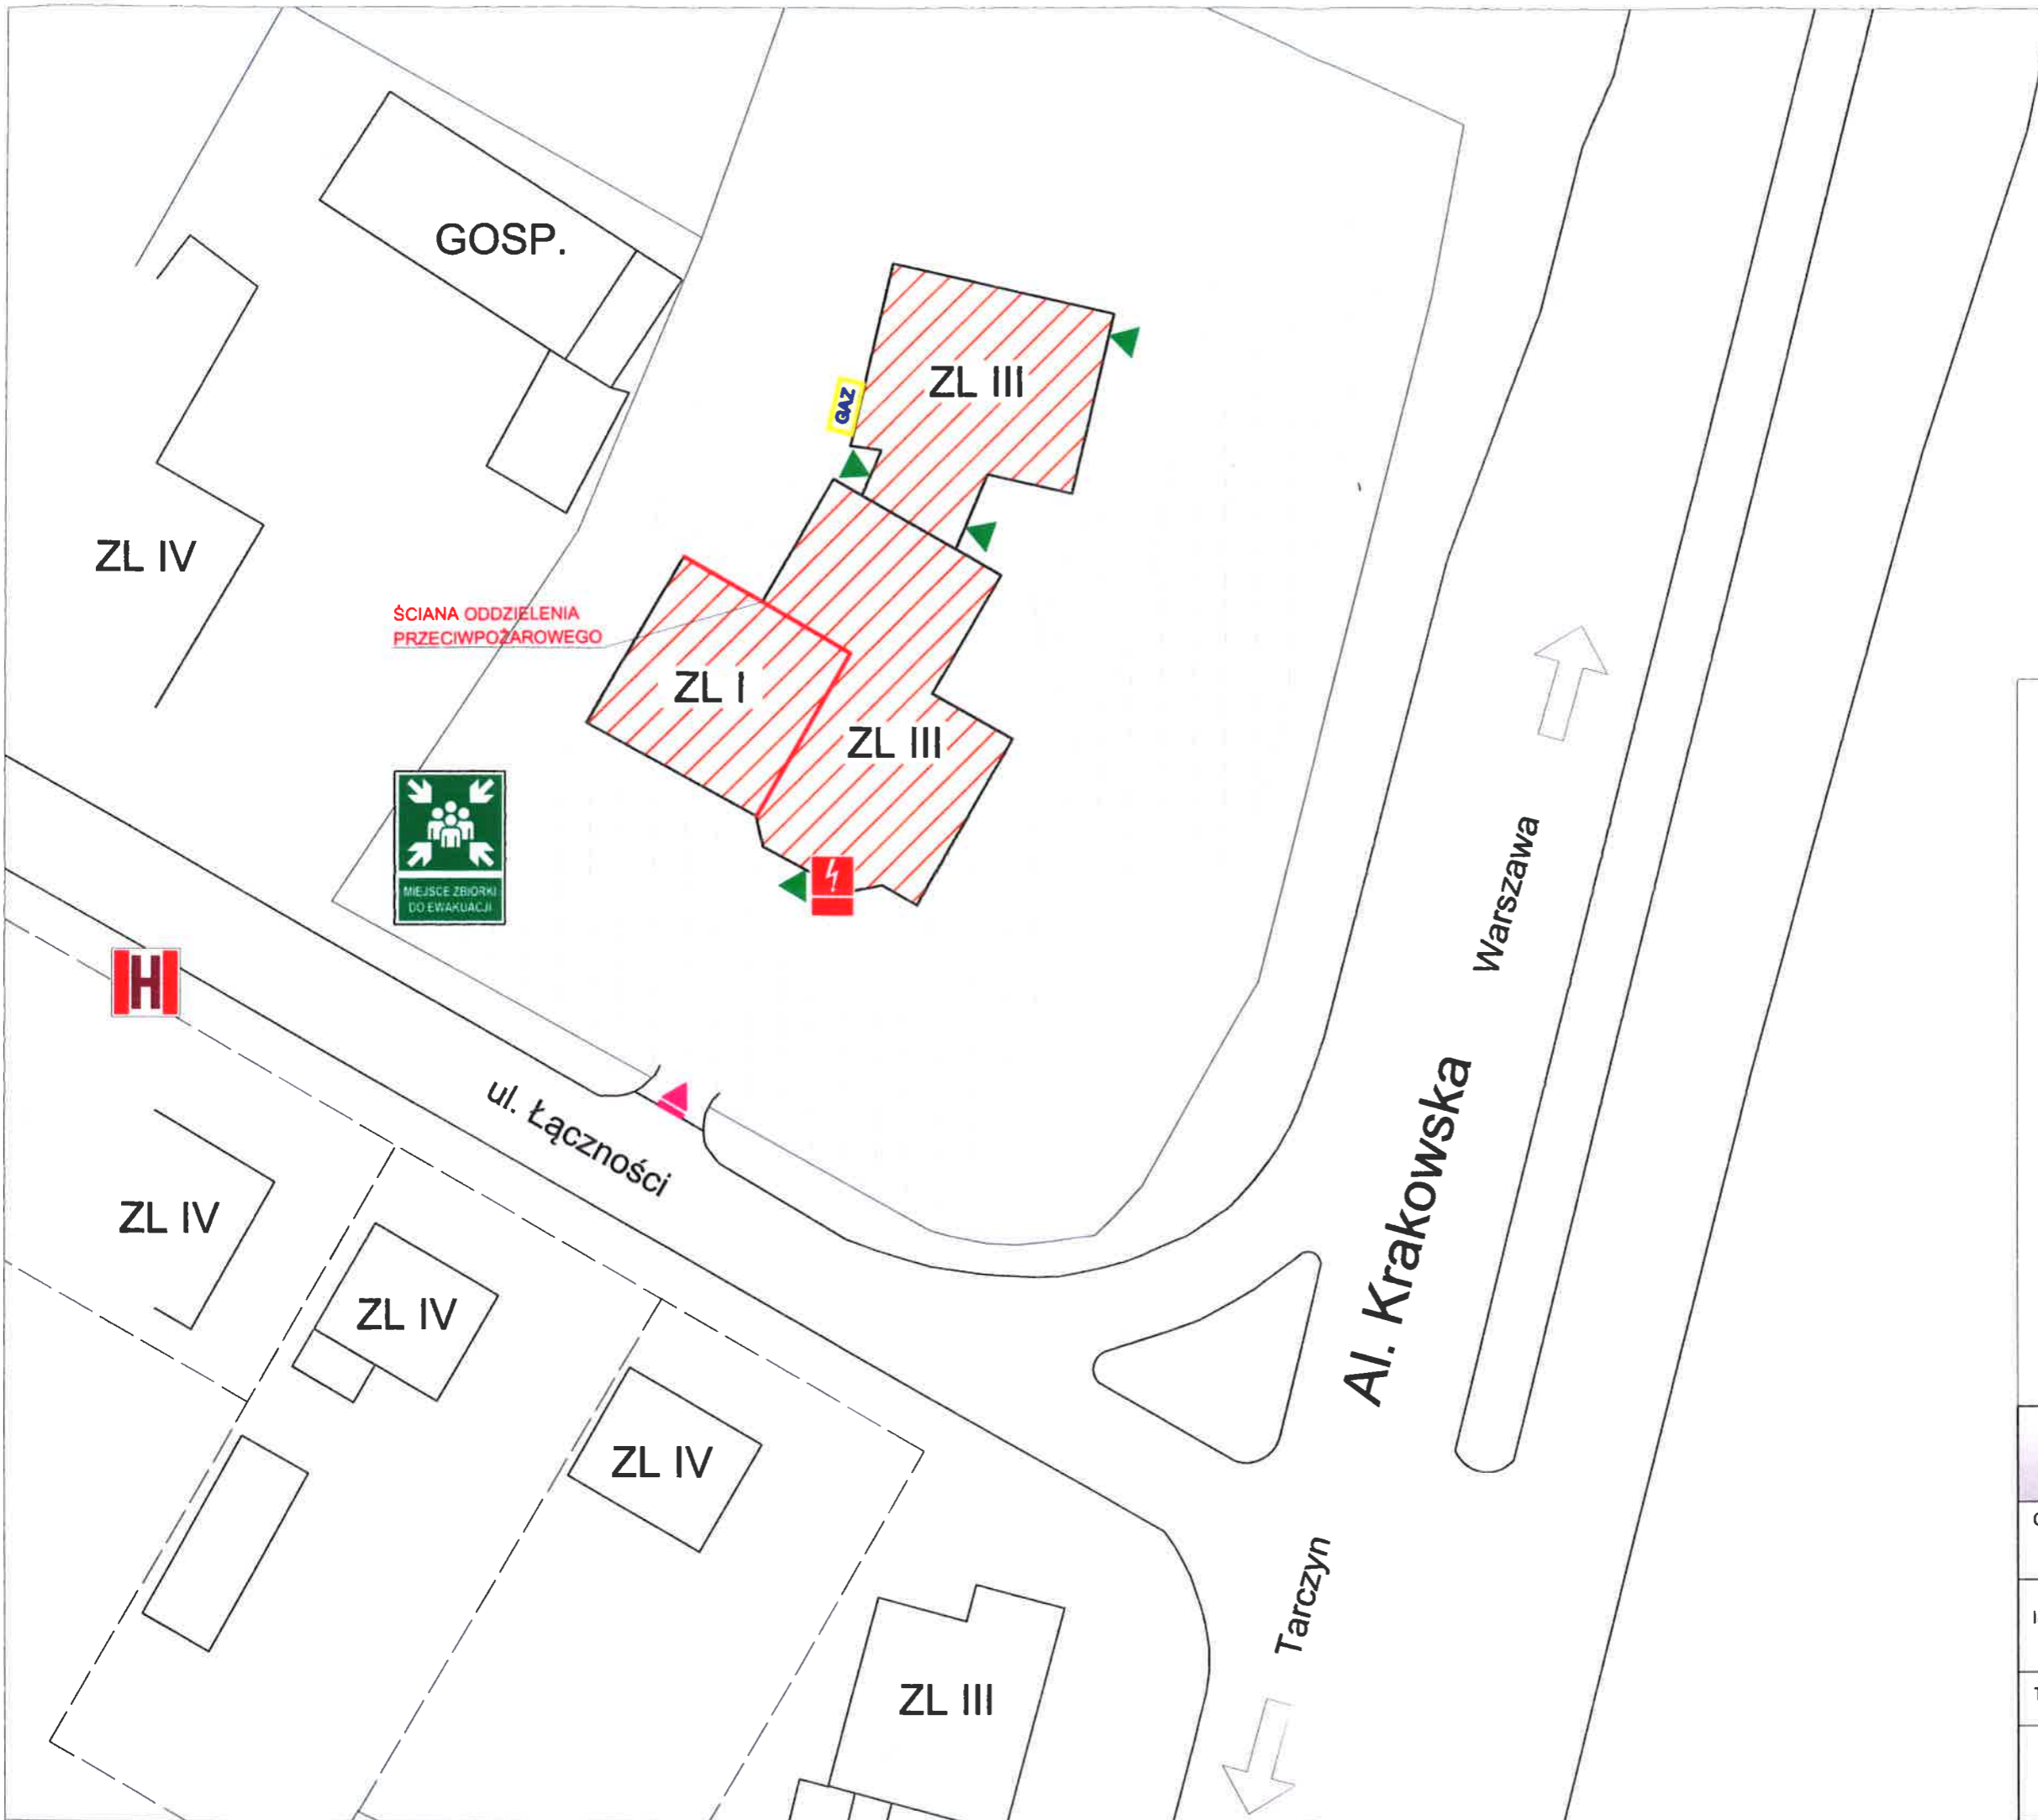 GOSP.
ZL III
GAZ
ZL IV
ŚCIANA ODDZIELENIA
PRZECIWPOŻAROWEGO
ZL I
ZL III
MIEJSCE ZBIÓRKI
DO EWAKUACJI
Warszawa
H
ul. Łączności
Al. Krakowska
ZL IV
ZL IV
ZL IV
Tarczyn
ZL III